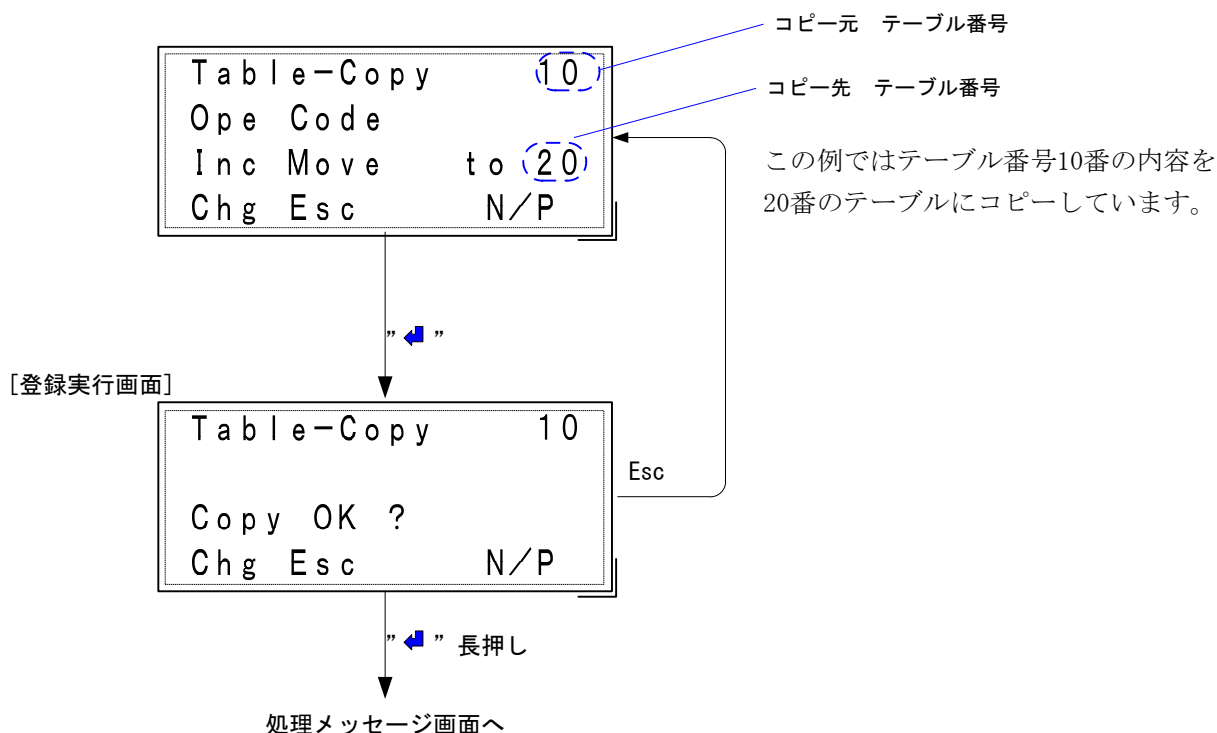 コピー元　テーブル番号
Table-Copy 10
コピー先　テーブル番号
Ope Code
Inc Move to 20
Chg Esc N/P
この例ではテーブル番号10番の内容を
20番のテーブルにコピーしています。
”↲”
[登録実行画面]
Table-Copy 10
Esc
Copy OK ?
Chg Esc N/P
”↲” 長押し
処理メッセージ画面へ